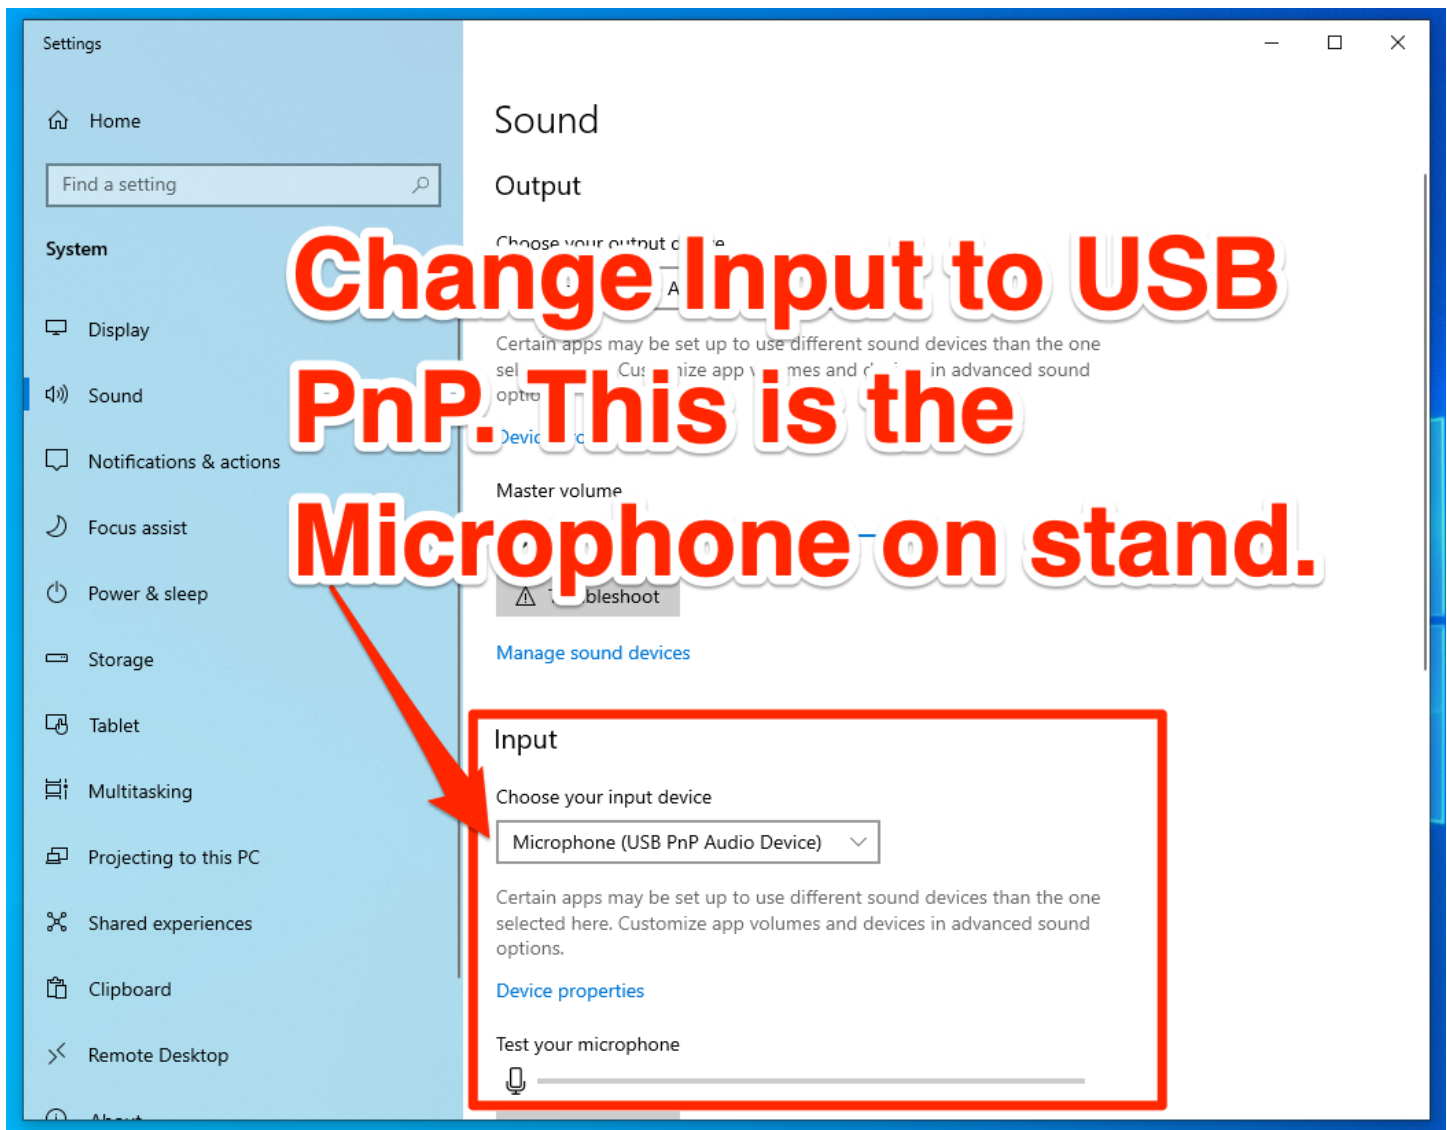 Settings
Home
Find a setting
System
Display
Sound
Notifications & actions
Focus assist
Power & sleep
Storage
Tablet
Multitasking
Projecting to this PC
Shared experiences
Clipboard
Remote Desktop
About
Sound
Output
Choose your output
Change Input to USB
PnP. This is the
Microphone on stand.
Certain apps may be set up to use different sound devices than the one
in advanced sound
Master volume
Manage sound devices
Input
Choose your input device
Microphone (USB PnP Audio Device)
Certain apps may be set up to use different sound devices than the one
selected here. Customize app volumes and devices in advanced sound
options.
Device properties
Test your microphone